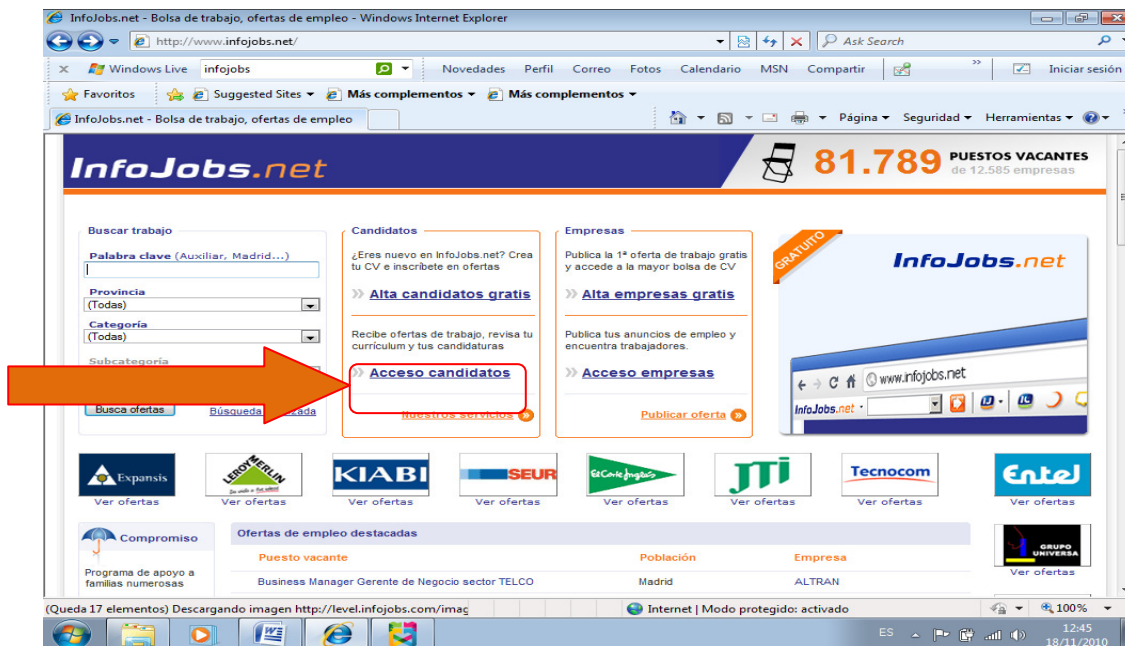 InfoJobs.net - Bolsa de trabajo, ofertas de empleo - Windows Internet Explorer
http://www.infojobs.net/
Ask Search
Windows Live
infojobs
Novedades Perfil Correo Fotos Calendario MSN Compartir
»
Iniciar sesión
Favoritos
Suggested Sites
Más complementos
Más complementos
InfoJobs.net - Bolsa de trabajo, ofertas de empleo
Página
Seguridad
Herramientas
InfoJobs.net
81.789 PUESTOS VACANTES
de 12.585 empresas
Buscar trabajo
Palabra clave (Auxiliar, Madrid...)
Provincia
(Todas)
Categoría
(Todas)
Subcategoría
Busca ofertas
Búsqueda
Candidatos
¿Eres nuevo en InfoJobs.net? Crea
tu CV e inscríbete en ofertas
» Alta candidatos gratis
Recibe ofertas de trabajo, revisa tu
currículum y tus candidaturas
» Acceso candidatos
Nuestros servicios »
Empresas
Publica la 1ª oferta de trabajo gratis
y accede a la mayor bolsa de CV
» Alta empresas gratis
Publica tus anuncios de empleo y
encuentra trabajadores.
» Acceso empresas
Publicar oferta »
GRATUITO
InfoJobs.net
www.infojobs.net
InfoJobs.net
Expansis
LEROY MERLIN
KIABI
SEUR
El Corte Inglés
JTi
Tecnocom
Entel
Ver ofertas
Ver ofertas
Ver ofertas
Ver ofertas
Ver ofertas
Ver ofertas
Ver ofertas
Ver ofertas
Compromiso
Programa de apoyo a
familias numerosas
Ofertas de empleo destacadas
Puesto vacante Población Empresa
Business Manager Gerente de Negocio sector TELCO Madrid ALTRAN
GRUPO
UNIVERSA
Ver ofertas
(Queda 17 elementos) Descargando imagen http://level.infojobs.com/imag
Internet | Modo protegido: activado
100%
ES
12:45
18/11/2010